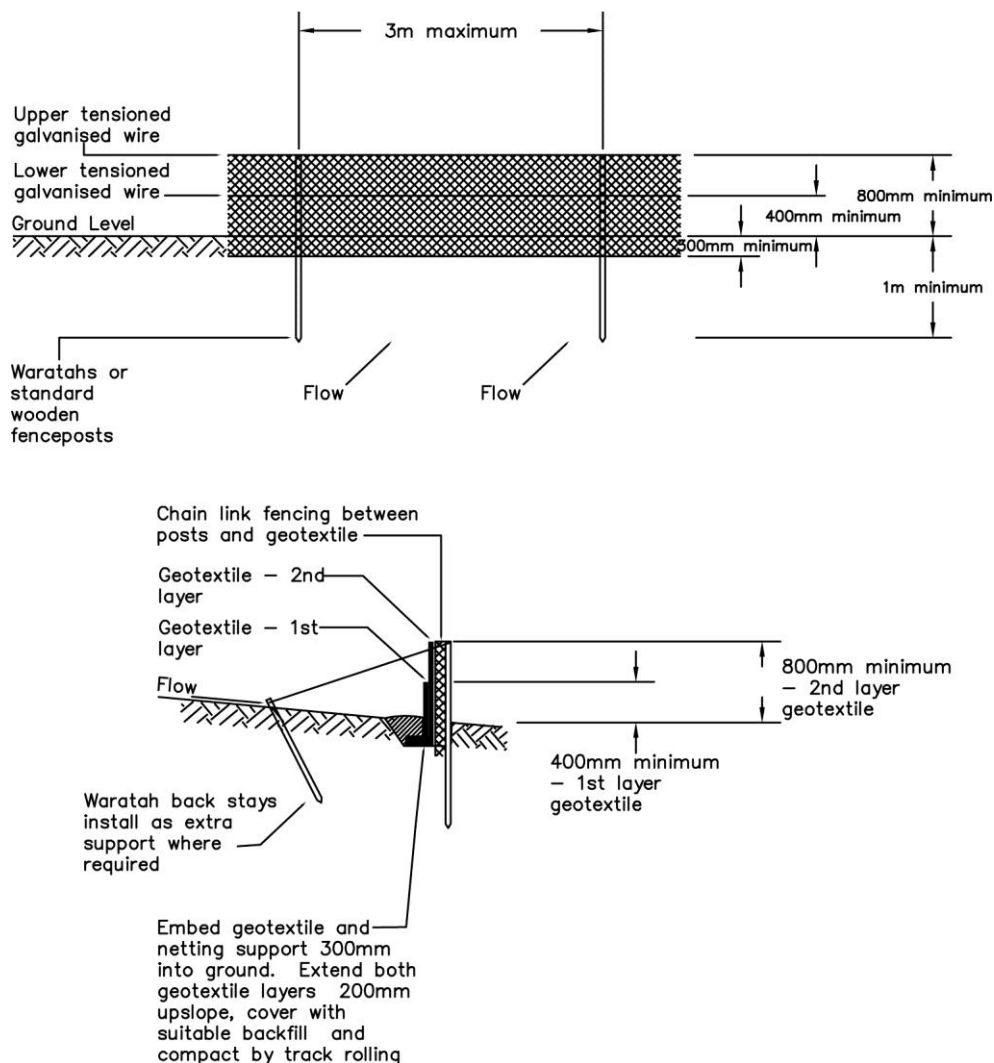 3m maximum
Upper tensioned
galvanised wire
Lower tensioned
galvanised wire
Ground Level
800mm minimum
400mm minimum
300mm minimum
1m minimum
Waratahs or
standard
wooden
fenceposts
Flow
Flow
Chain link fencing between
posts and geotextile
Geotextile – 2nd
layer
Geotextile – 1st
layer
Flow
800mm minimum
– 2nd layer
geotextile
400mm minimum
– 1st layer
geotextile
Waratah back stays
install as extra
support where
required
Embed geotextile and
netting support 300mm
into ground. Extend both
geotextile layers 200mm
upslope, cover with
suitable backfill and
compact by track rolling